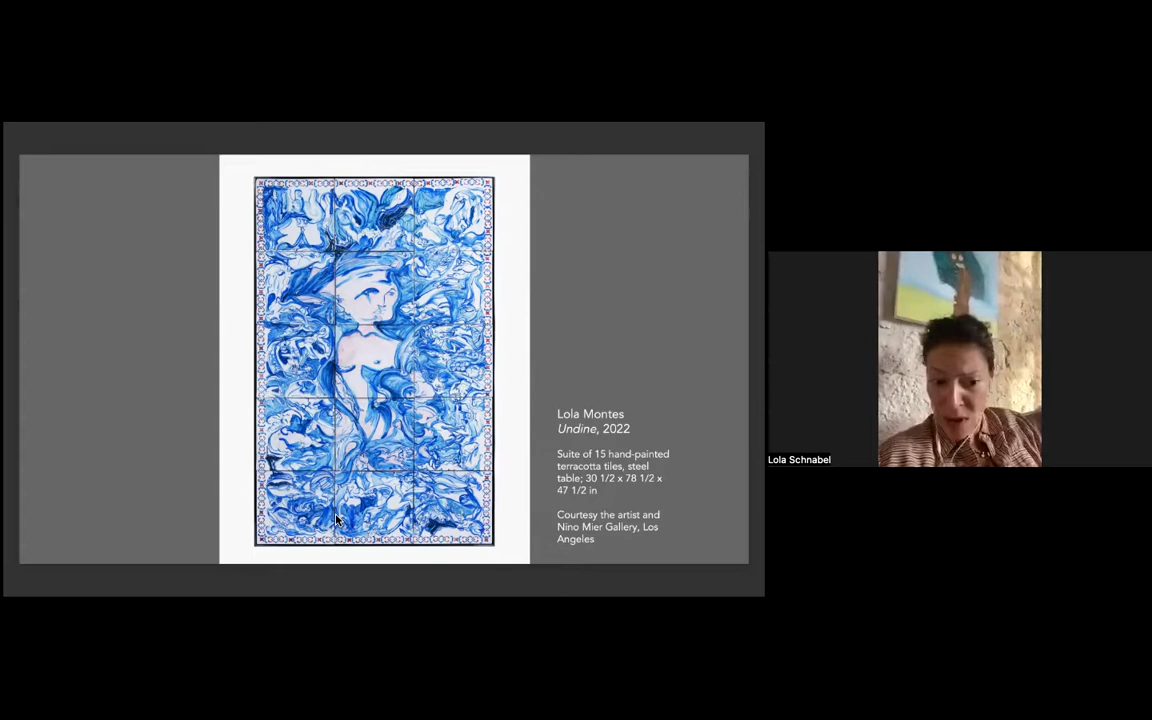 Lola Montes
Undine, 2022
Suite of 15 hand-painted
terracotta tiles, steel
table; 30 1/2 x 78 1/2 x
47 1/2 in
Courtesy the artist and
Nino Mier Gallery, Los
Angeles
Lola Schnabel